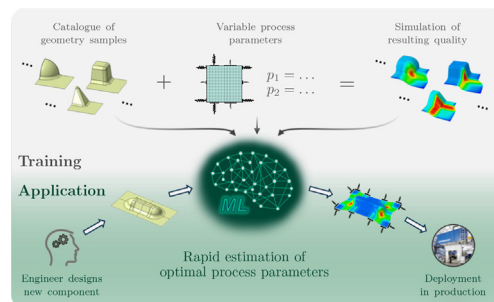 Catalogue of
geometry samples
Variable process
parameters
Simulation of
resulting quality
+
p₁ = ...
p₂ = ...
=
...
...
...
...
Training
Application
ML
Rapid estimation of
optimal process parameters
Engineer designs
new component
Deployment
in production